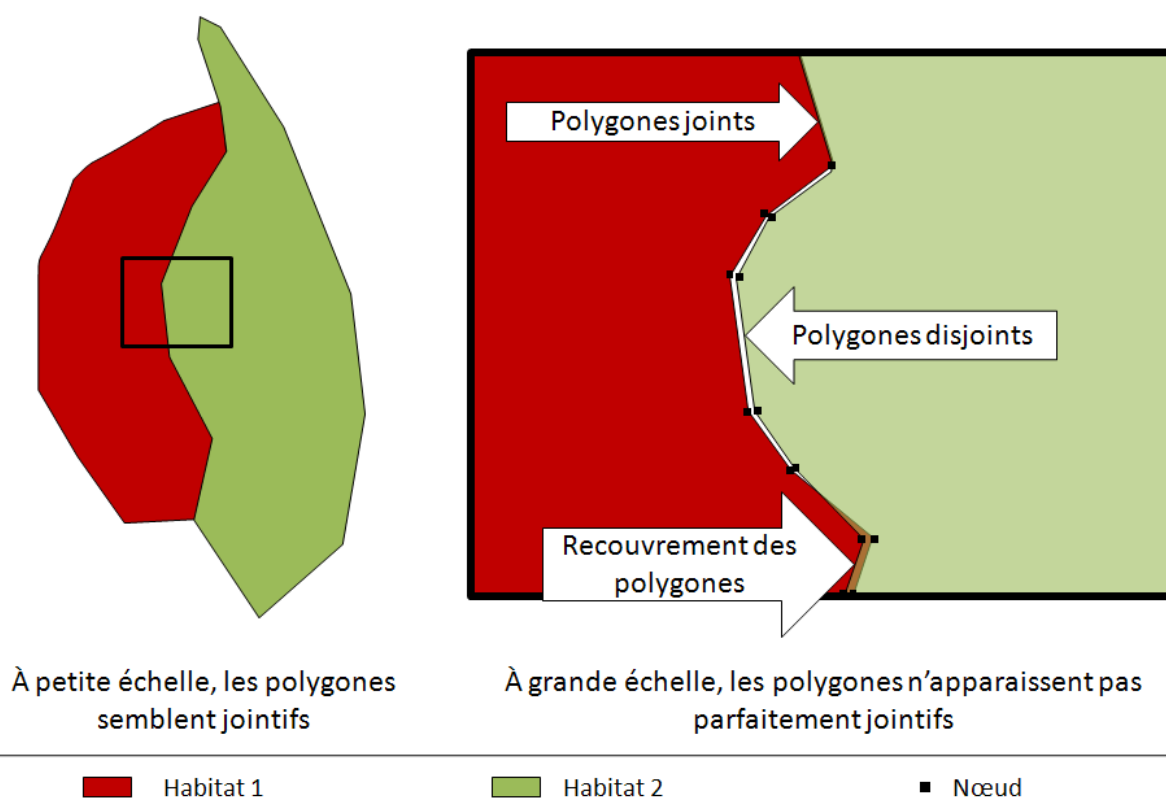 Polygones joints
Polygones disjoints
Recouvrement des
polygones
À petite échelle, les polygones
semblent jointifs
À grande échelle, les polygones n'apparaissent pas
parfaitement jointifs
Habitat 1
Habitat 2
Nœud